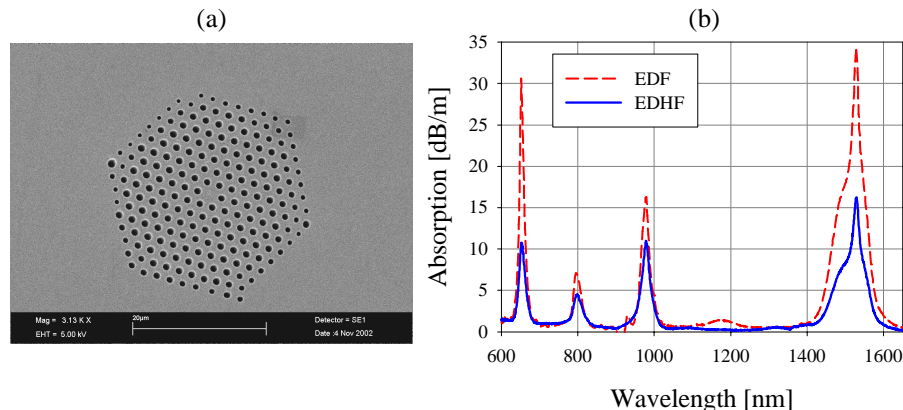 (a)
Mag = 3.13 K X
EHT = 5.00 kV
20µm
Detector = SE1
Date :4 Nov 2002
(b)
Absorption [dB/m]
35
30
25
20
15
10
5
0
EDF
EDHF
600
800
1000
1200
1400
1600
Wavelength [nm]